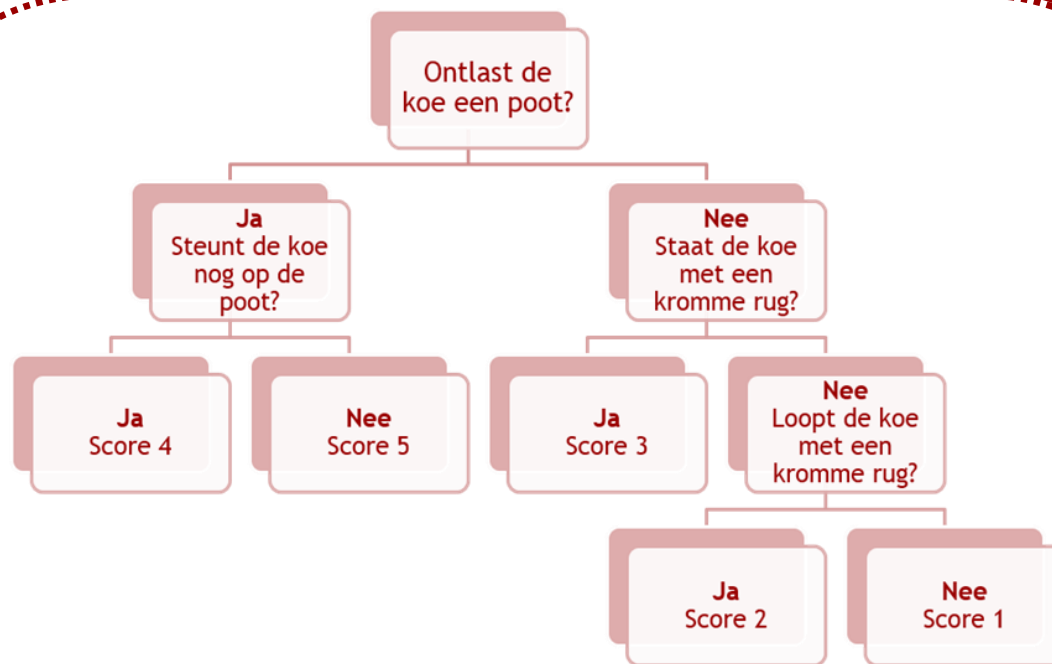 Ontlast de
koe een poot?
Ja
Steunt de koe
nog op de
poot?
Nee
Staat de koe
met een
kromme rug?
Ja
Score 4
Nee
Score 5
Ja
Score 3
Nee
Loopt de koe
met een
kromme rug?
Ja
Score 2
Nee
Score 1